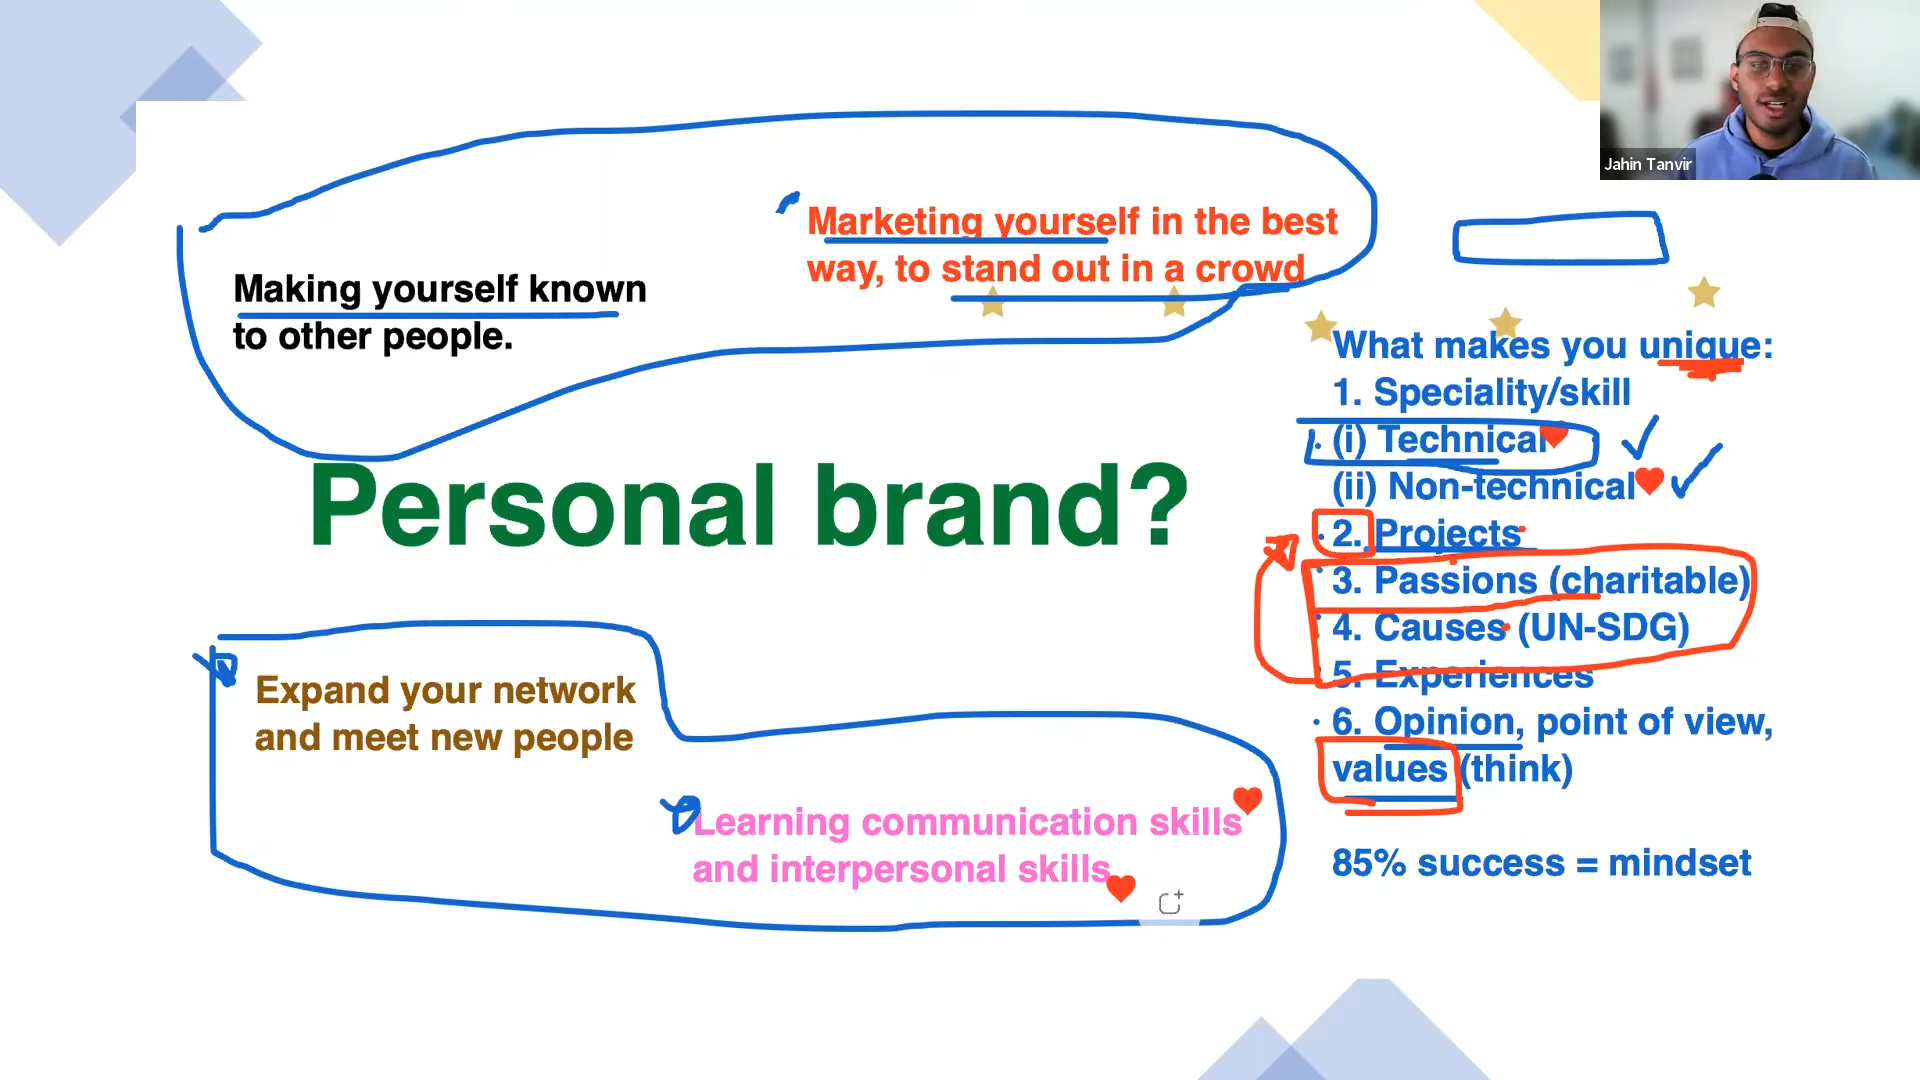 Jahin Tanvir
Marketing yourself in the best
way, to stand out in a crowd
Making yourself known
to other people.
What makes you unique:
1. Speciality/skill
(i) Technical
(ii) Non-technical
2. Projects
3. Passions (charitable)
4. Causes (UN-SDG)
5. Experiences
6. Opinion, point of view,
values (think)
85% success = mindset
Personal brand?
Expand your network
and meet new people
Learning communication skills
and interpersonal skills